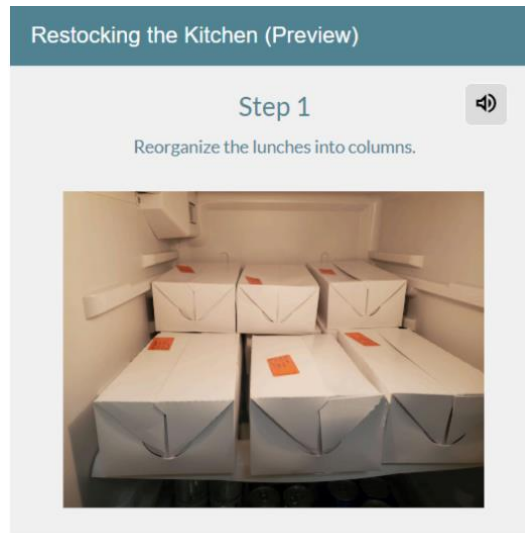 Restocking the Kitchen (Preview)
Step 1
Reorganize the lunches into columns.